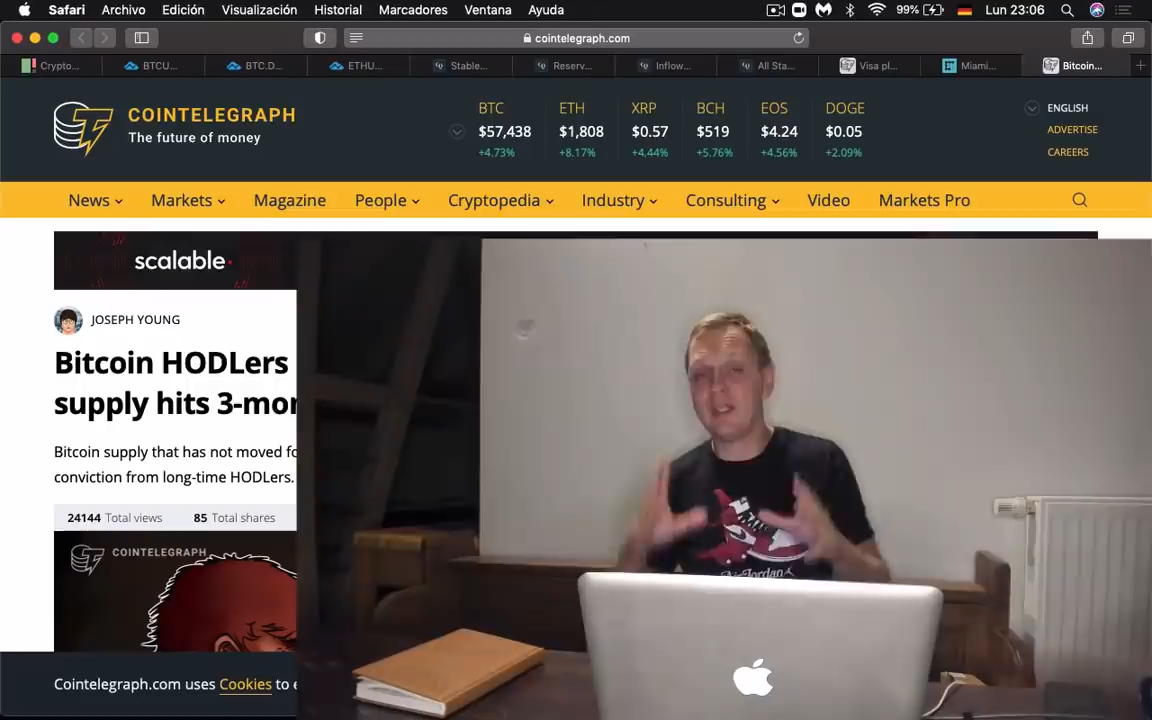 Safari Archivo Edición Visualización Historial Marcadores Ventana Ayuda 99% Lun 23:06
cointelegraph.com
Crypto... BTCU... BTC.D... ETHU... Stable... Reserv... Inflow... All Sta... Visa pl... Miami... Bitcoin...
COINTELEGRAPH
The future of money
BTC ETH XRP BCH EOS DOGE
$57,438 $1,808 $0.57 $519 $4.24 $0.05
+4.73% +8.17% +4.44% +5.76% +4.56% +2.09%
ENGLISH
ADVERTISE
CAREERS
News Markets Magazine People Cryptopedia Industry Consulting Video Markets Pro
scalable
JOSEPH YOUNG
Bitcoin HODLers
supply hits 3-mon
Bitcoin supply that has not moved fo
conviction from long-time HODLers.
24144 Total views 85 Total shares
COINTELEGRAPH
Cointelegraph.com uses Cookies to e
Jordan